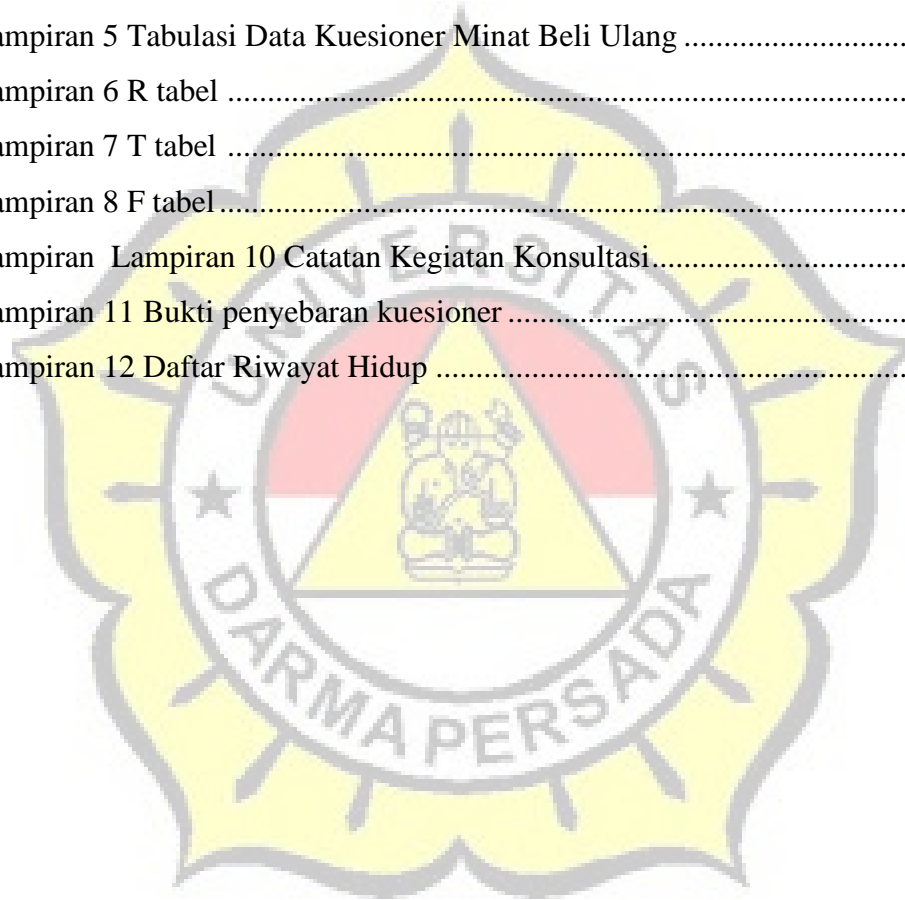 ampiran 5 Tabulasi Data Kuesioner Minat Beli Ulang ..............................
ampiran 6 R tabel ..........................................................................................
ampiran 7 T tabel ..........................................................................................
ampiran 8 F tabel ..........................................................................................
ampiran  Lampiran 10 Catatan Kegiatan Konsultasi..................................
ampiran 11 Bukti penyebaran kuesioner ......................................................
ampiran 12 Daftar Riwayat Hidup ................................................................
UNIVERSITAS
DARMA PERSADA